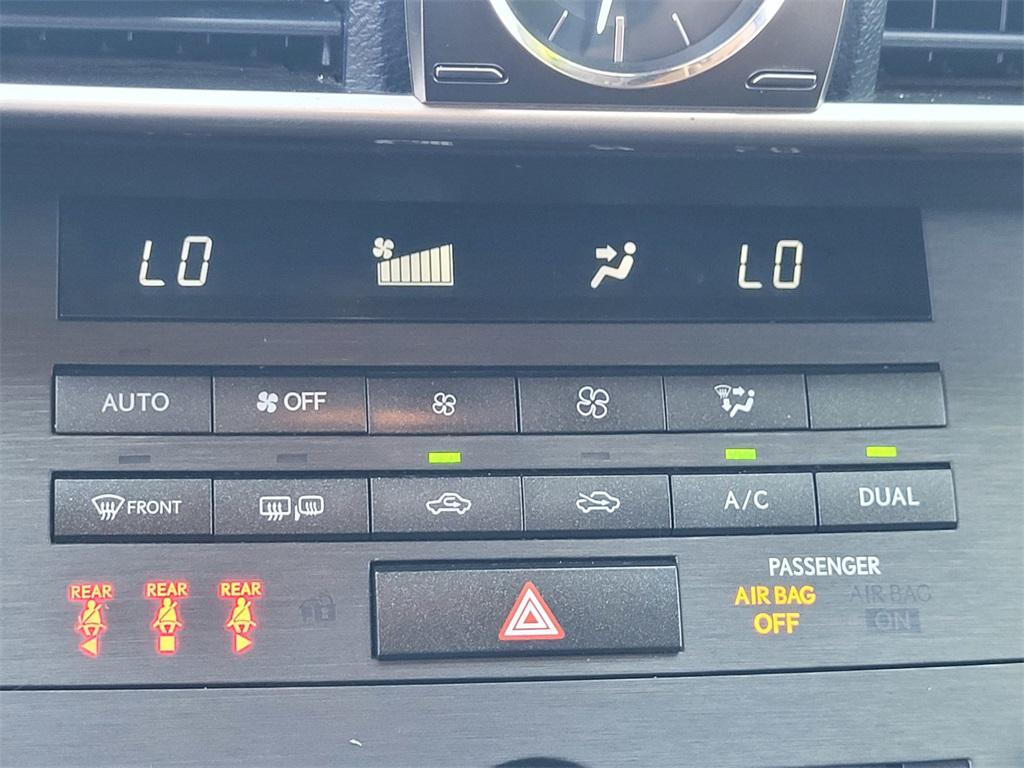 LO LO
AUTO OFF
FRONT A/C DUAL
REAR REAR REAR
PASSENGER
AIR BAG AIR BAG
OFF ON